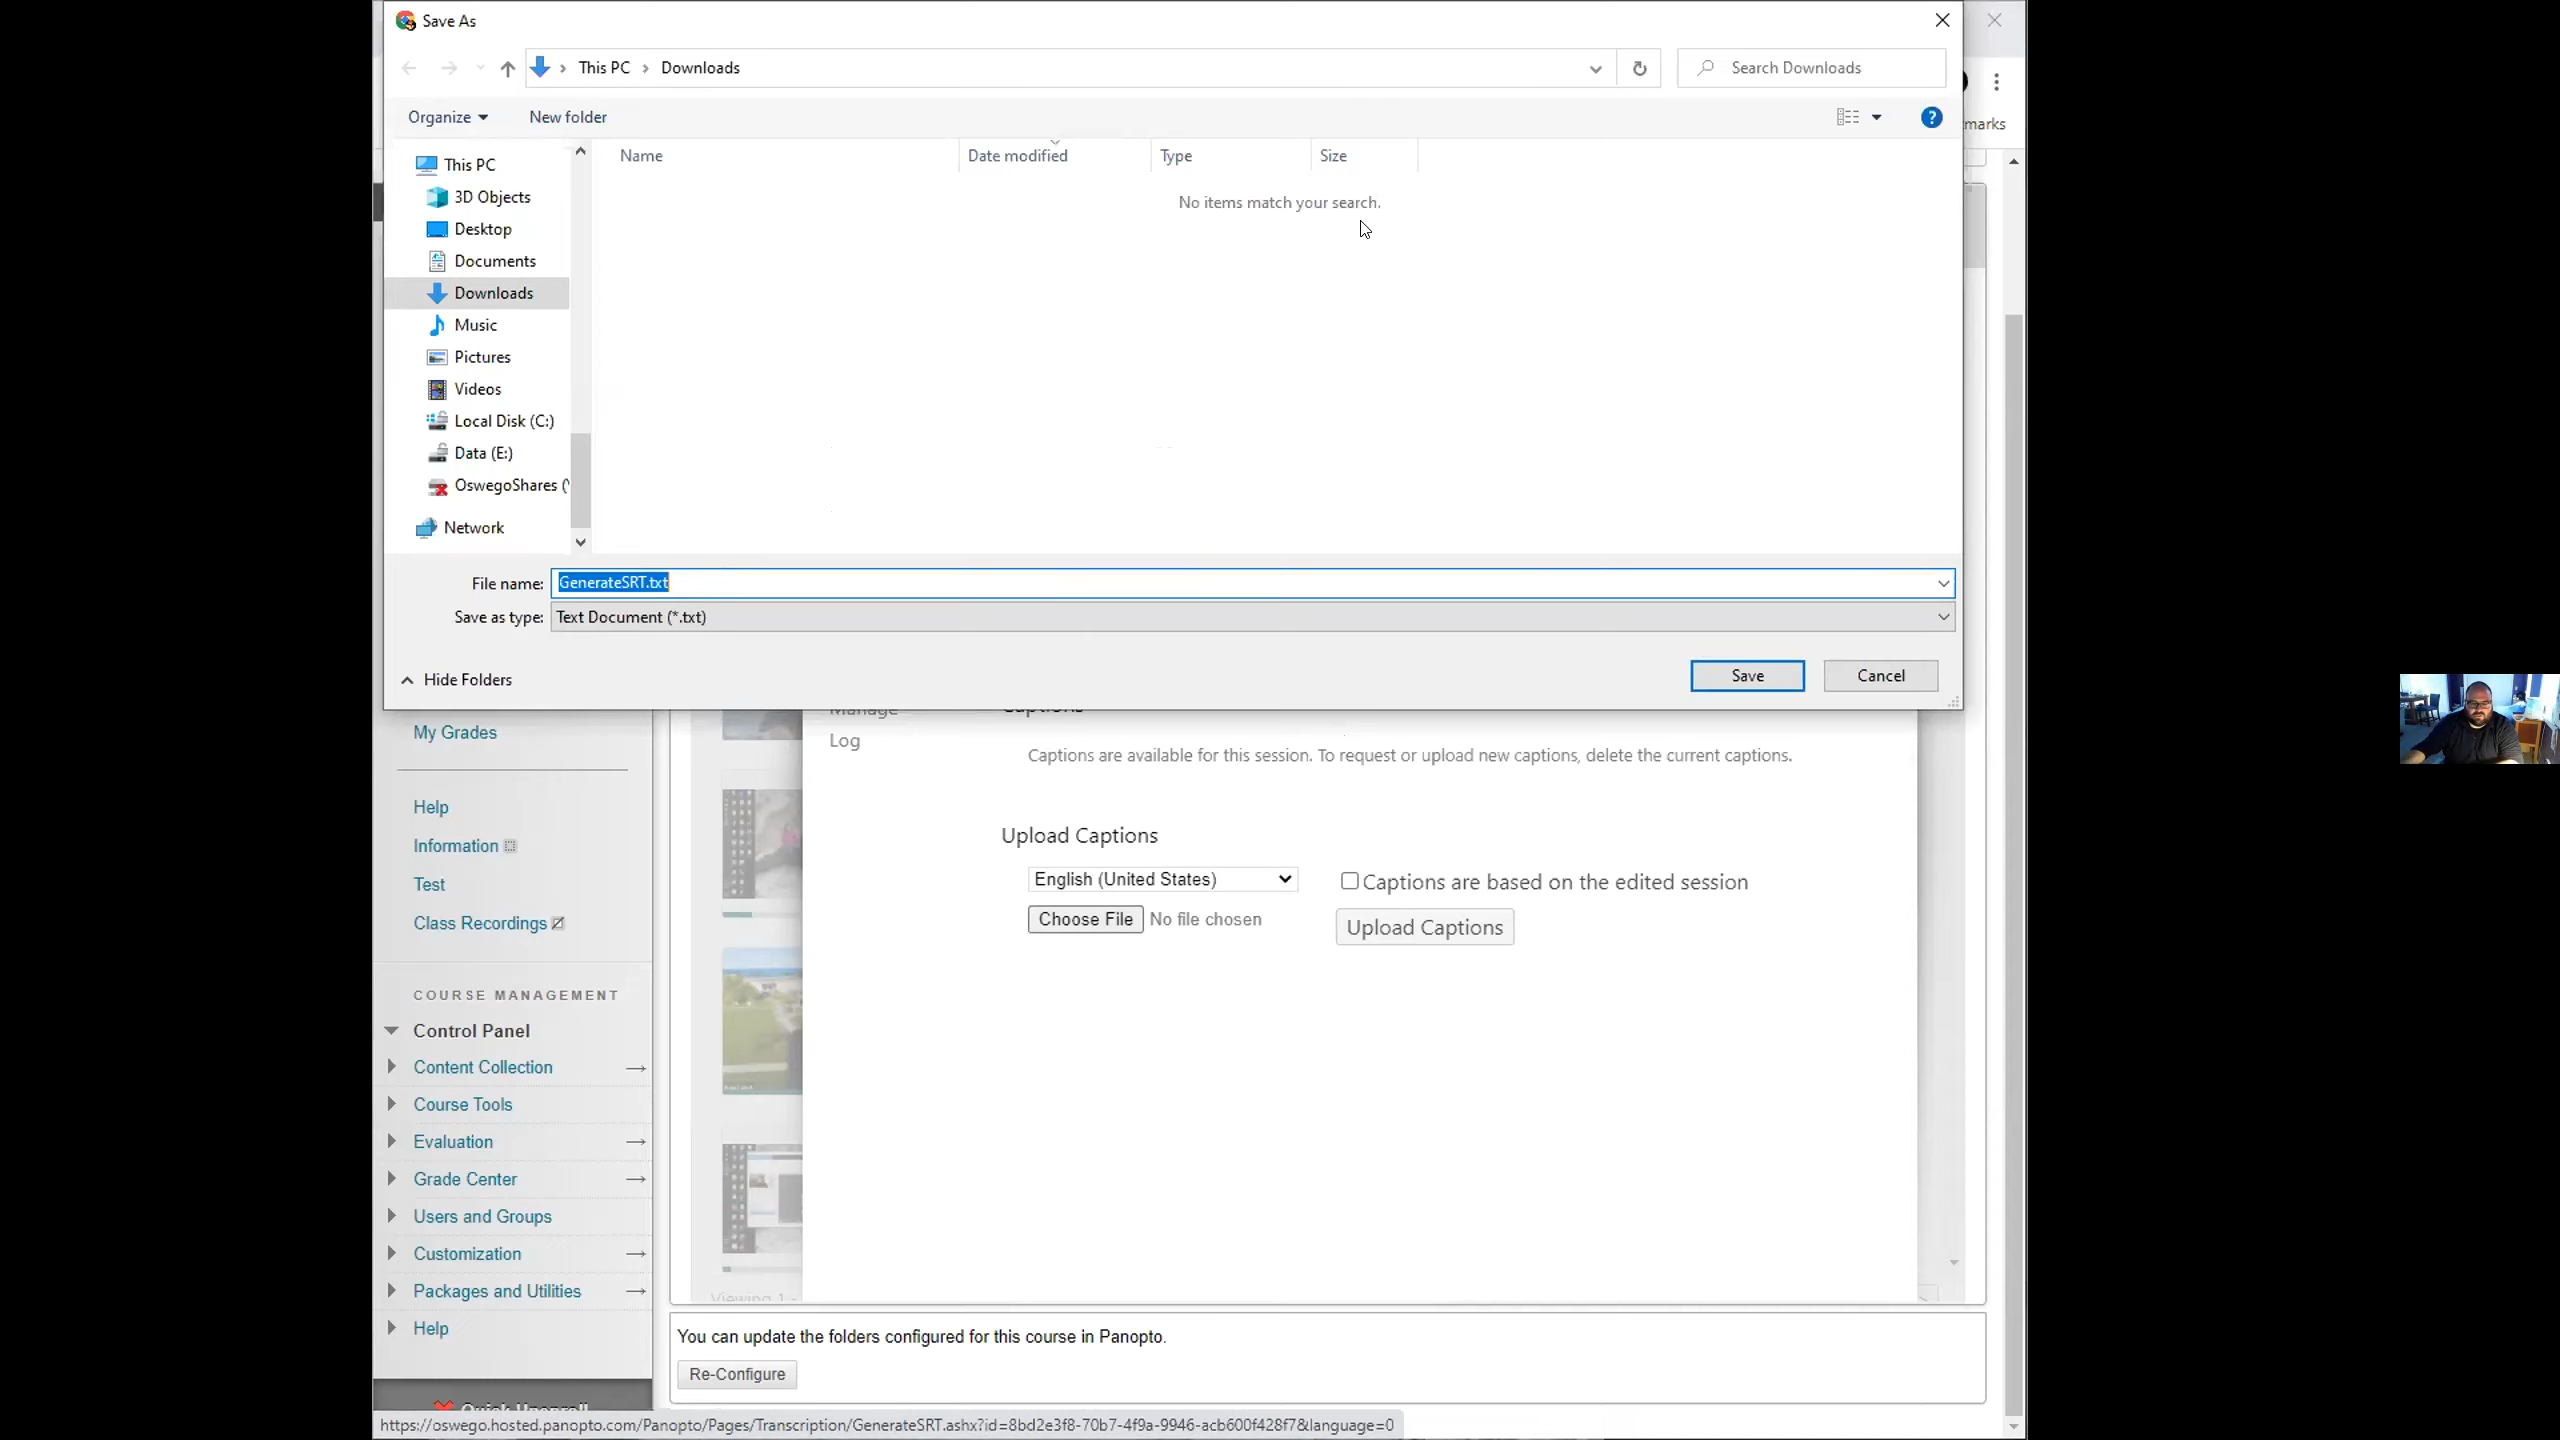 Save As
This PC > Downloads
Search Downloads
Organize
New folder
marks
Name
Date modified
Type
Size
No items match your search.
This PC
3D Objects
Desktop
Documents
Downloads
Music
Pictures
Videos
Local Disk (C:)
Data (E:)
OswegoShares (
Network
File name:
GenerateSRT.txt
Save as type:
Text Document (*.txt)
Hide Folders
Save
Cancel
Manage
Captions
My Grades
Log
Captions are available for this session. To request or upload new captions, delete the current captions.
Help
Information
Upload Captions
Test
English (United States)
Captions are based on the edited session
Class Recordings
Choose File
No file chosen
Upload Captions
COURSE MANAGEMENT
Control Panel
Content Collection
Course Tools
Evaluation
Grade Center
Users and Groups
Customization
Packages and Utilities
Viewing 1 -
Help
You can update the folders configured for this course in Panopto.
Re-Configure
Quick Unenroll
https://oswego.hosted.panopto.com/Panopto/Pages/Transcription/GenerateSRT.ashx?id=8bd2e3f8-70b7-4f9a-9946-acb600f428f7&language=0